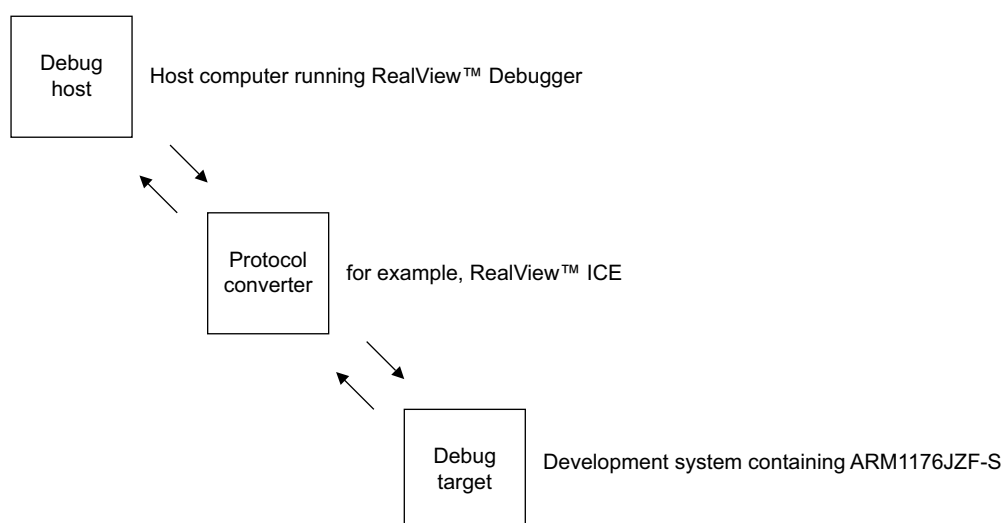 Debug
host
Host computer running RealView™ Debugger
Protocol
converter
for example, RealView™ ICE
Debug
target
Development system containing ARM1176JZF-S